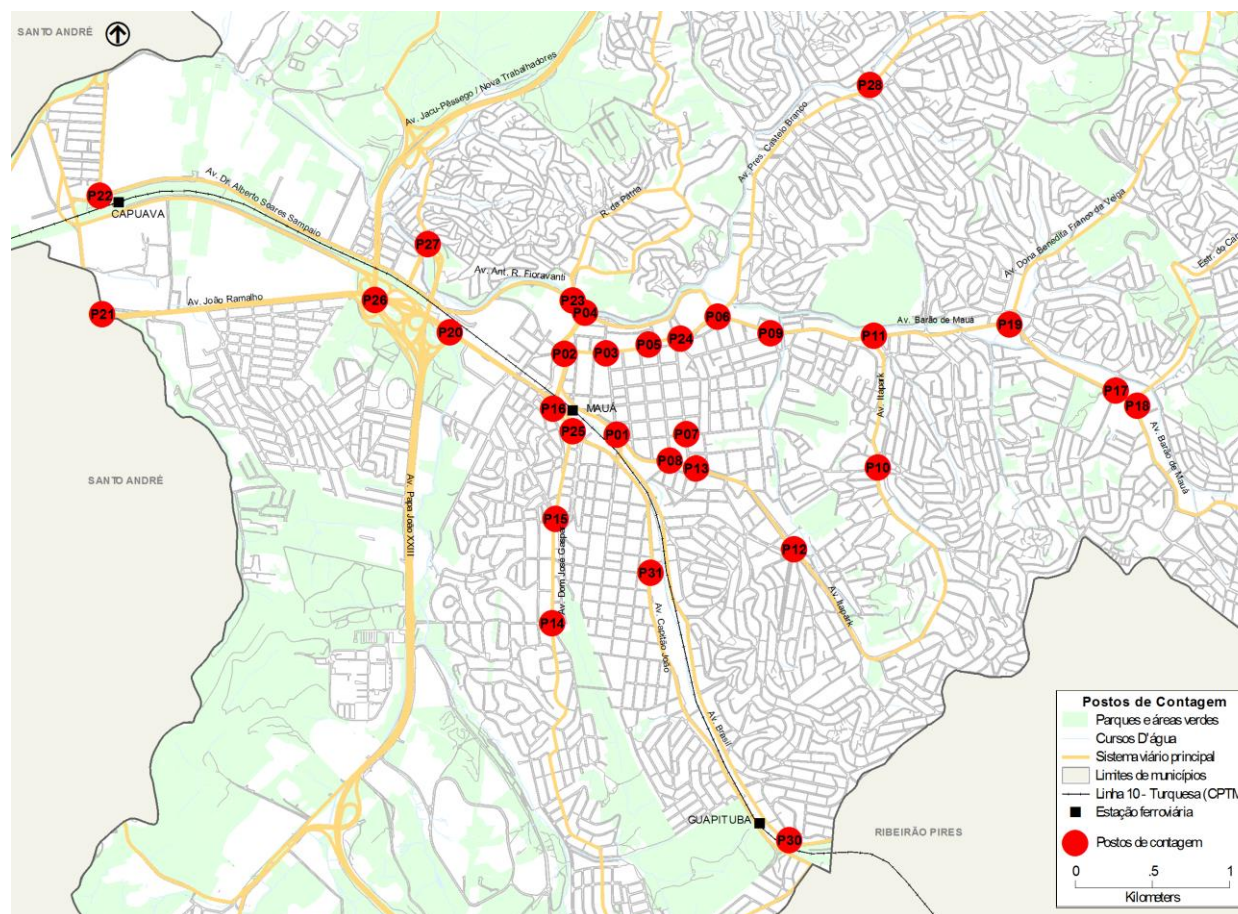 SANTO ANDRÉ
Av. Jacu-Pêssego / Nova Trabalhadores
P28
Av. Pres. Castelo Branco
P22
CAPUAVA
Av. Dr. Alberto Soares Sampaio
R. da Pátria
Av. Dona Benedita Franco da Veiga
P27
Av. Ant. R. Fioravanti
P21
Av. João Ramalho
P26
P20
P23
P04
P06
P09
Av. Barão de Mauá
P11
P19
P02
P03
P05
P24
Av. Itapark
P17
P18
Av. Barão de Mauá
P16
MAUÁ
P25
P01
P07
P08
P13
P10
SANTO ANDRÉ
Av. Papa João XXIII
P15
Av. Dom José Gaspa
P14
P31
Av. Capitão João
P12
Av. Itapark
Av. Brasil
GUAPITUBA
P30
RIBEIRÃO PIRES
Postos de Contagem
Parques e áreas verdes
Cursos D'água
Sistema viário principal
Limites de municípios
Linha 10 - Turquesa (CPTM
Estação ferroviária
Postos de contagem
0 .5 1
Kilometers